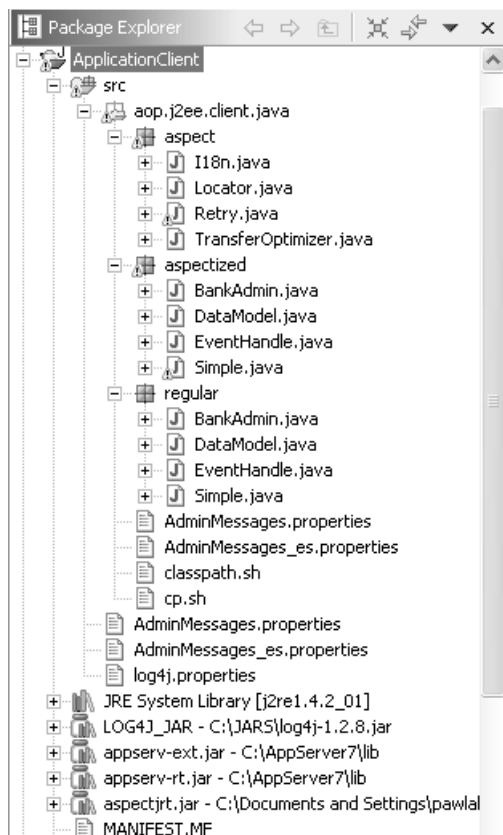 Package Explorer
ApplicationClient
src
aop.j2ee.client.java
aspect
I18n.java
Locator.java
Retry.java
TransferOptimizer.java
aspectized
BankAdmin.java
DataModel.java
EventHandle.java
Simple.java
regular
BankAdmin.java
DataModel.java
EventHandle.java
Simple.java
AdminMessages.properties
AdminMessages_es.properties
classpath.sh
cp.sh
AdminMessages.properties
AdminMessages_es.properties
log4j.properties
JRE System Library [j2re1.4.2_01]
LOG4J_JAR - C:\JARS\log4j-1.2.8.jar
appserv-ext.jar - C:\AppServer7\lib
appserv-rt.jar - C:\AppServer7\lib
aspectjrt.jar - C:\Documents and Settings\pawlal
MANIFEST.MF